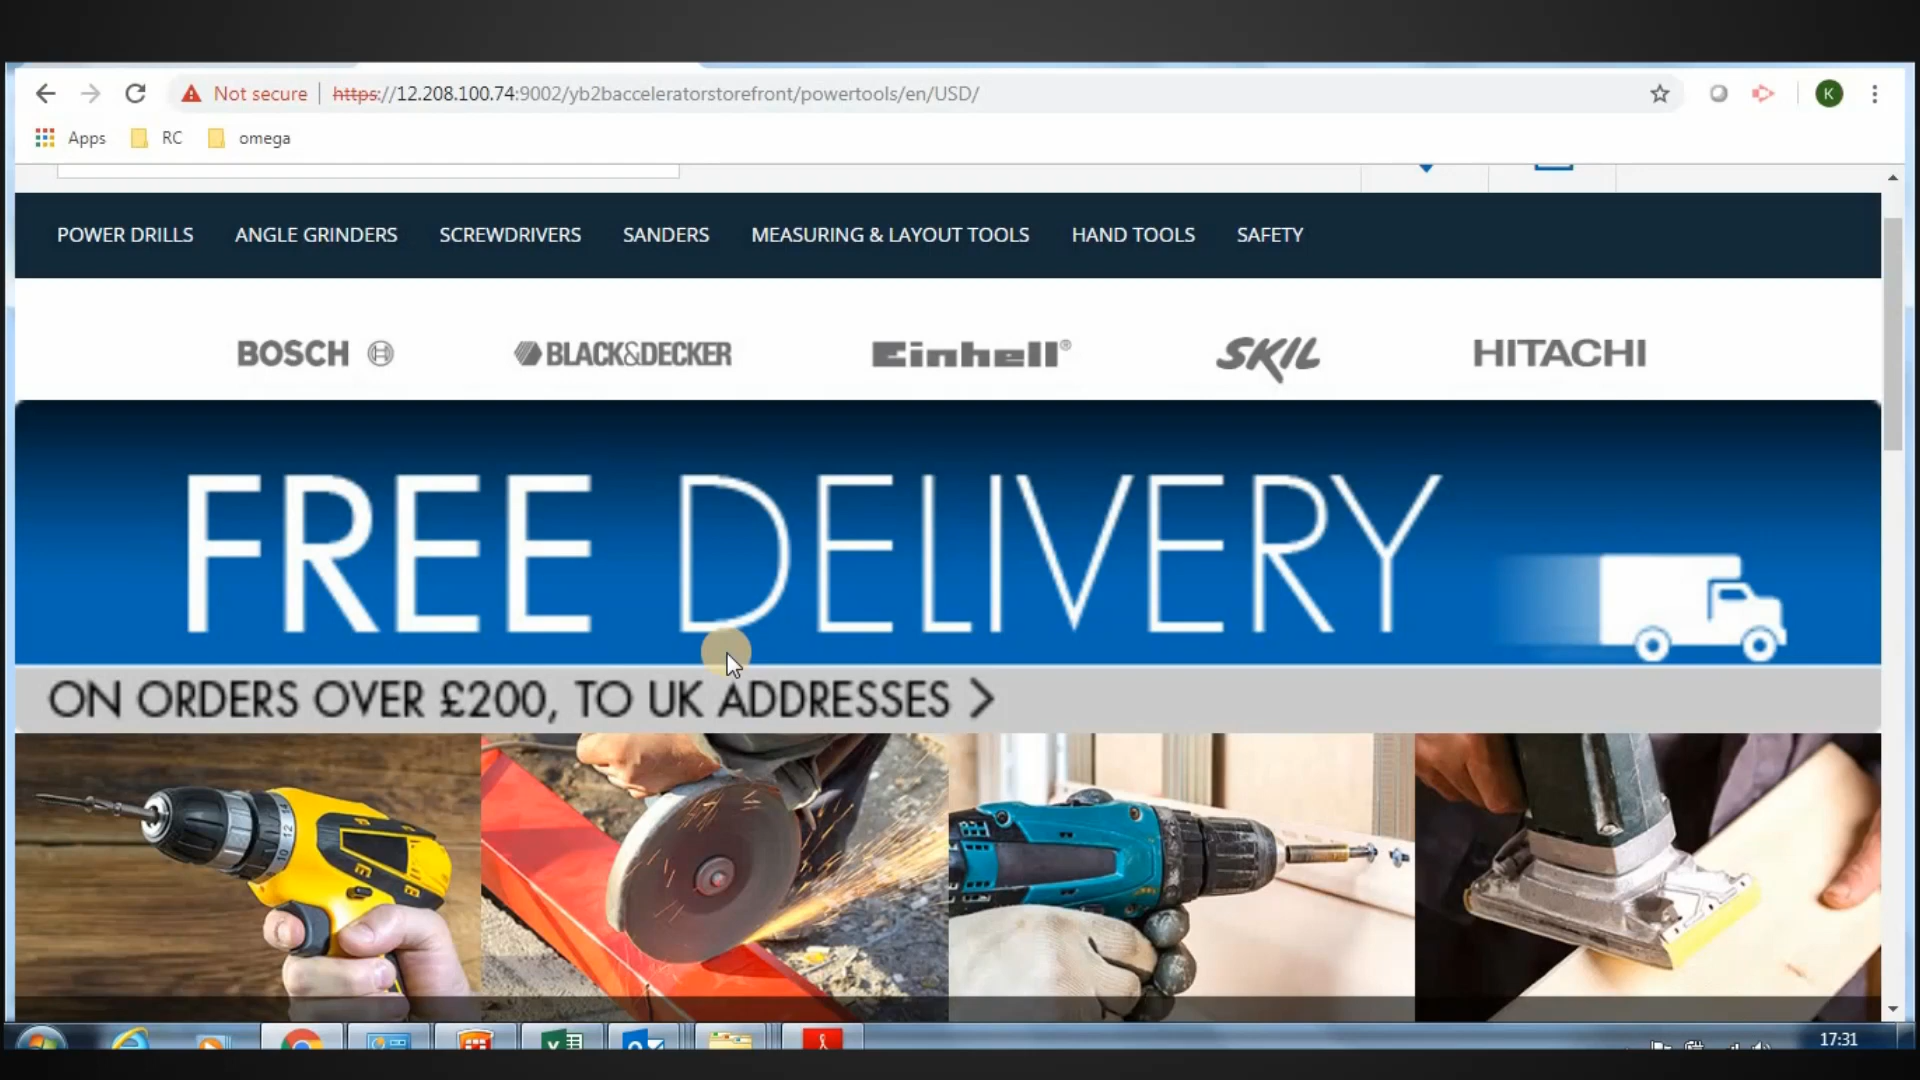 Not secure https://12.208.100.74:9002/yb2bacceleratorstorefront/powertools/en/USD/ K
Apps RC omega
POWER DRILLS ANGLE GRINDERS SCREWDRIVERS SANDERS MEASURING & LAYOUT TOOLS HAND TOOLS SAFETY
BOSCH BLACK&DECKER Einhell® SKIL HITACHI
FREE DELIVERY
ON ORDERS OVER £200, TO UK ADDRESSES >
17:31